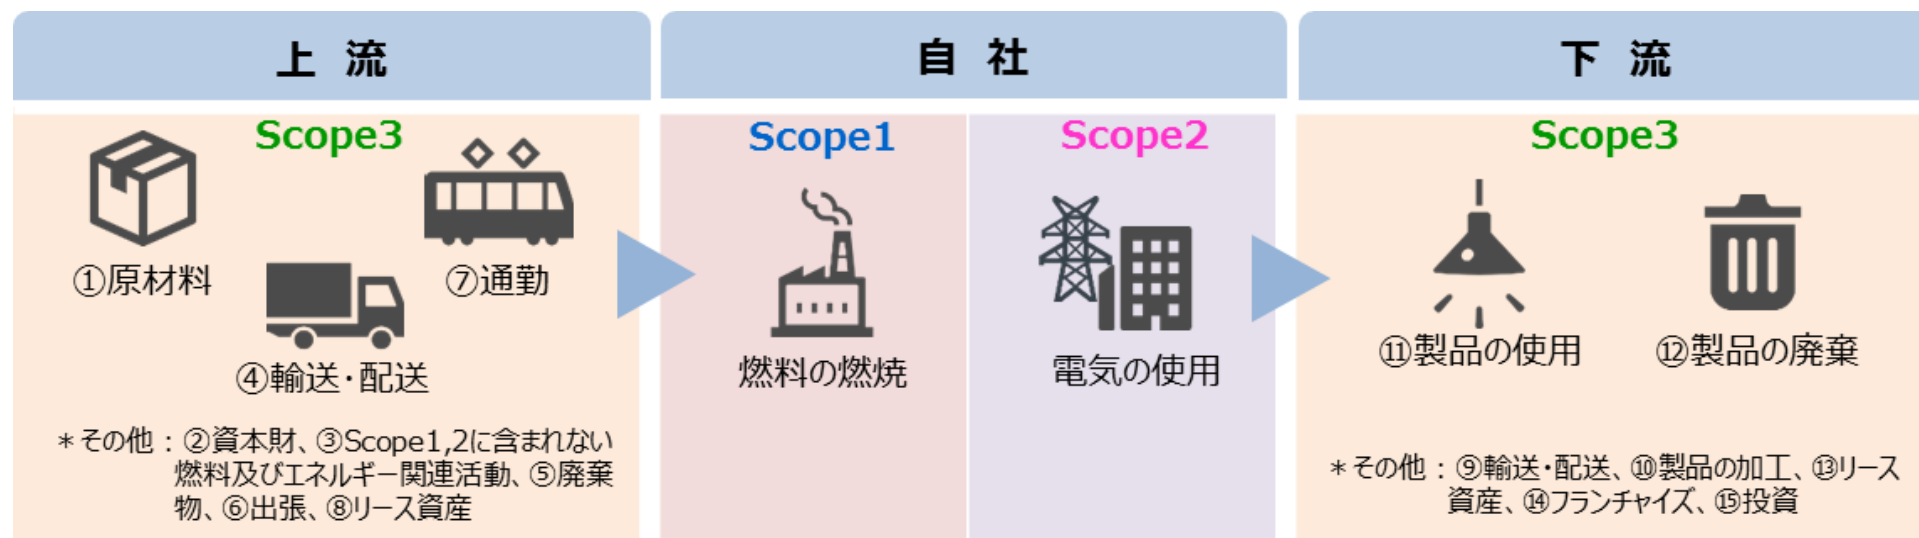 上 流
Scope3
①原材料
⑦通勤
④輸送・配送
＊その他：②資本財、③Scope1,2に含まれない
燃料及びエネルギー関連活動、⑤廃棄
物、⑥出張、⑧リース資産
自 社
Scope1
燃料の燃焼
Scope2
電気の使用
下 流
Scope3
⑪製品の使用
⑫製品の廃棄
＊その他：⑨輸送・配送、⑩製品の加工、⑬リース
資産、⑭フランチャイズ、⑮投資